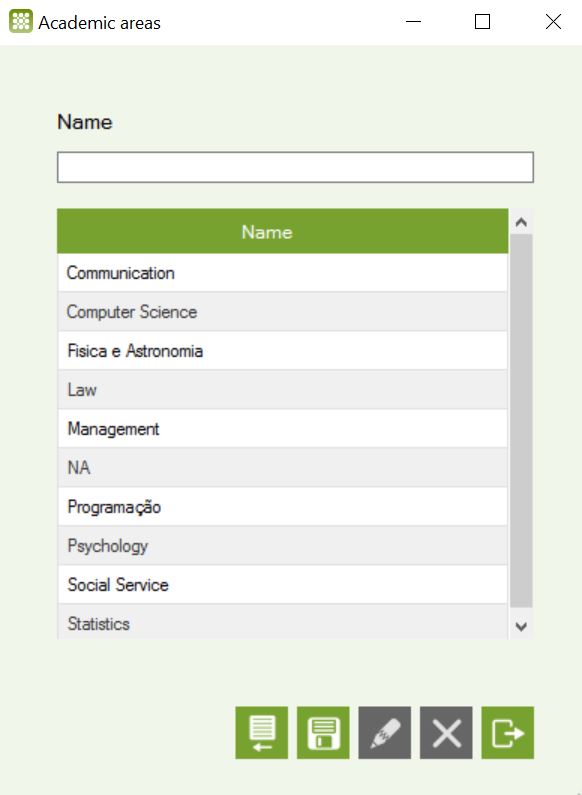 Academic areas
Name
Name
Communication
Computer Science
Fisica e Astronomia
Law
Management
NA
Programação
Psychology
Social Service
Statistics